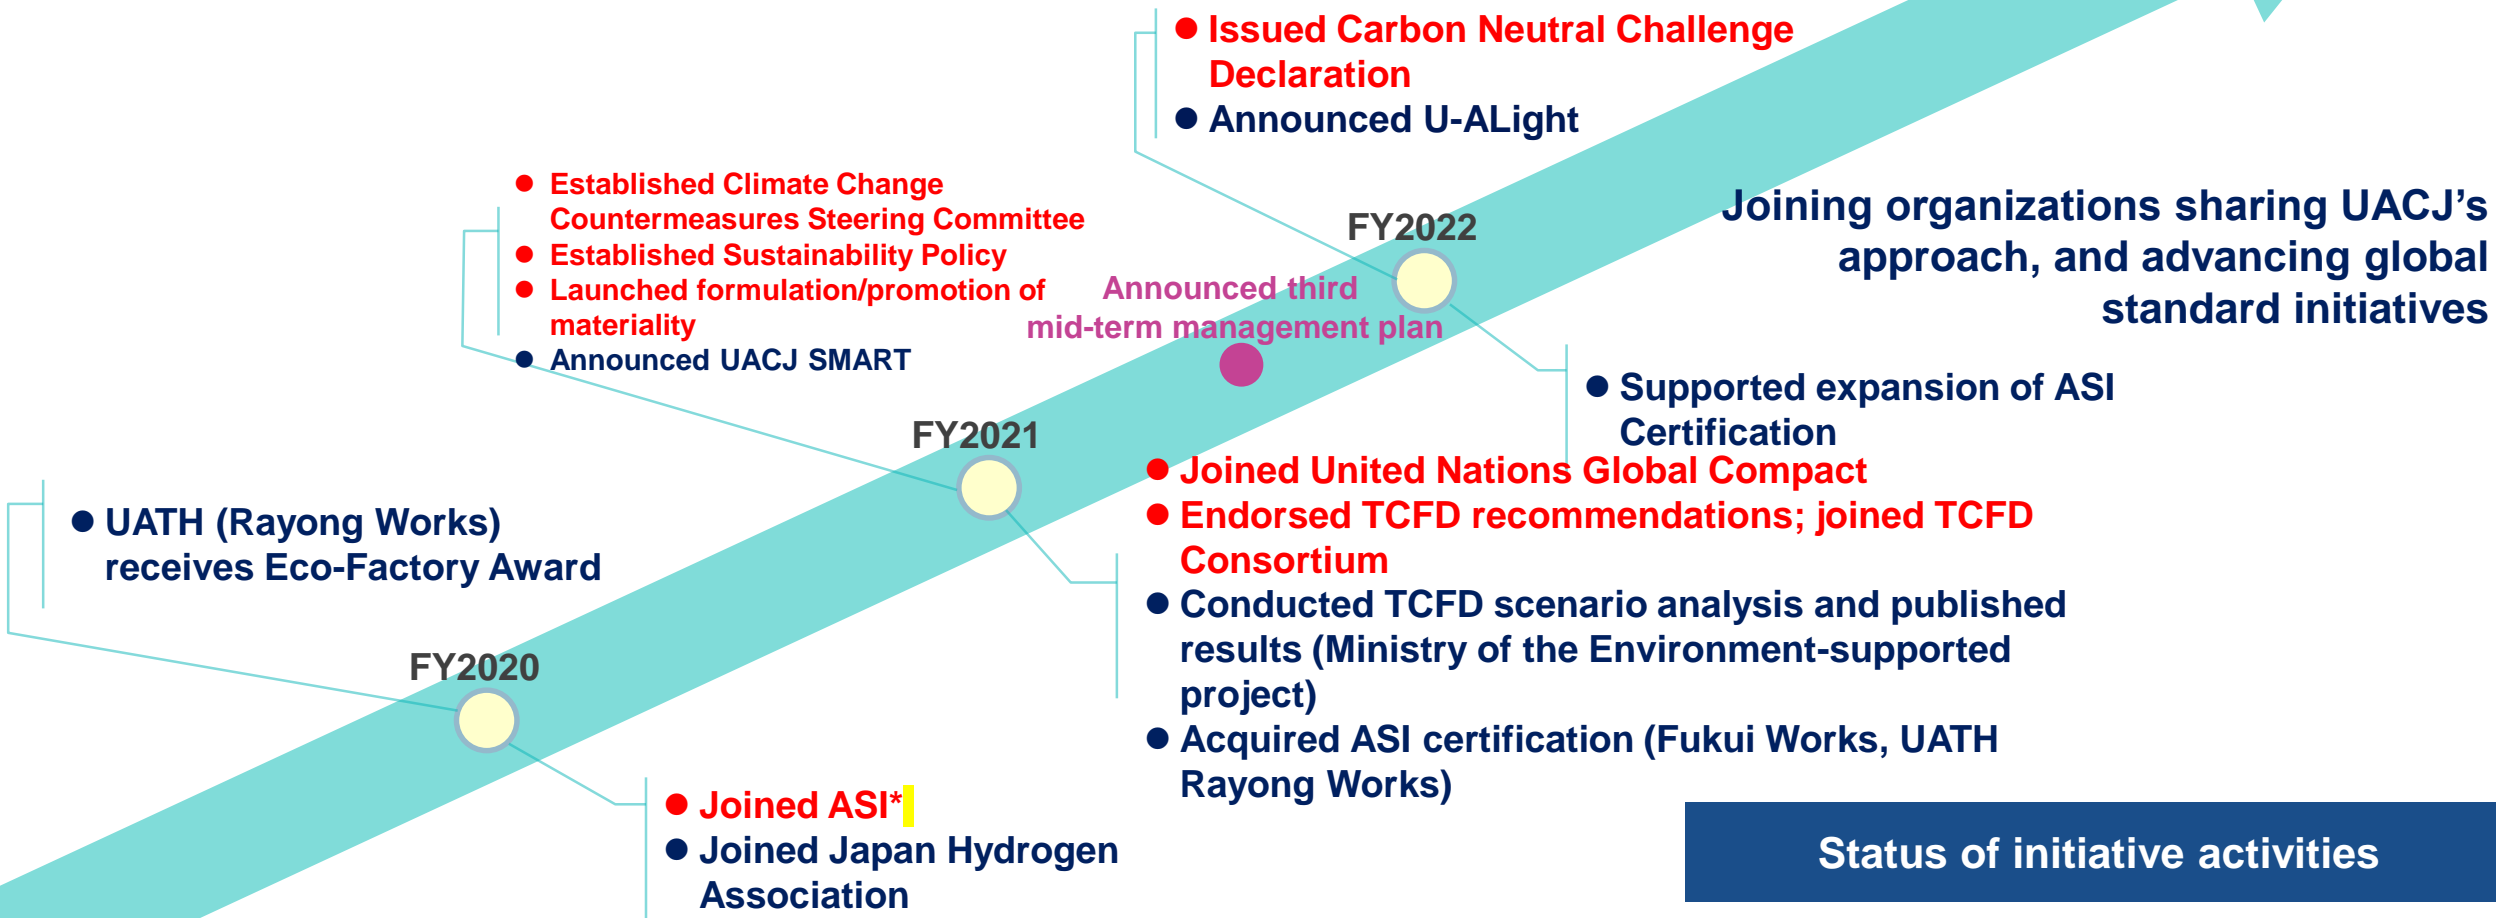 ● Issued Carbon Neutral Challenge
Declaration
● Announced U-ALight
● Established Climate Change
Countermeasures Steering Committee
● Established Sustainability Policy
● Launched formulation/promotion of
materiality
● Announced UACJ SMART
FY2022
Joining organizations sharing UACJ’s
approach, and advancing global
standard initiatives
Announced third
mid-term management plan
● Supported expansion of ASI
Certification
FY2021
● Joined United Nations Global Compact
● Endorsed TCFD recommendations; joined TCFD
Consortium
● Conducted TCFD scenario analysis and published
results (Ministry of the Environment-supported
project)
● Acquired ASI certification (Fukui Works, UATH
Rayong Works)
● UATH (Rayong Works)
receives Eco-Factory Award
FY2020
● Joined ASI*
● Joined Japan Hydrogen
Association
Status of initiative activities